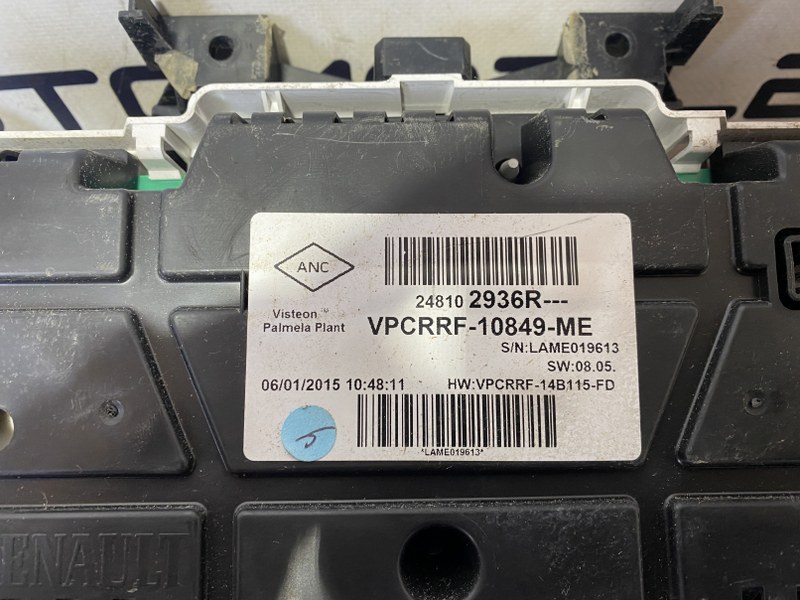 ANC
24810 2936R---
Visteon
Palmela Plant
VPCRRF-10849-ME
S/N:LAME019613
SW:08.05.
06/01/2015 10:48:11
HW:VPCRRF-14B115-FD
5
*LAME019613*
RENAULT